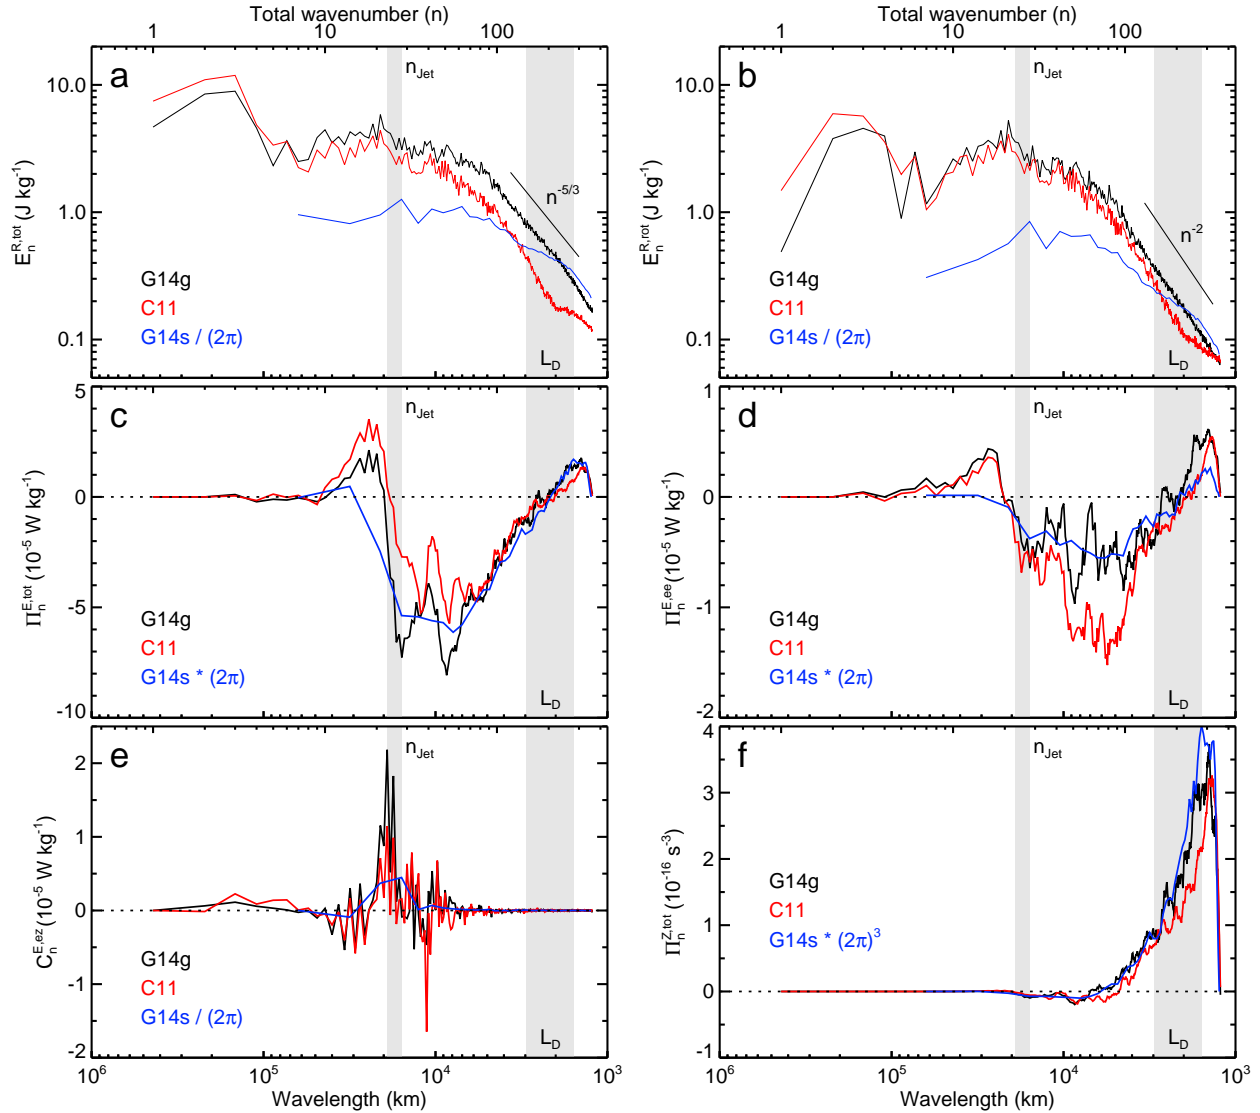 Total wavenumber (n)
Total wavenumber (n)
1 10 100
1 10 100
a n_Jet
E_n^{R,tot} (J kg^{-1})
10.0
1.0
0.1
n^{-5/3}
G14g
C11
G14s / (2π)
L_D
b n_Jet
E_n^{R,rot} (J kg^{-1})
10.0
1.0
0.1
n^{-2}
G14g
C11
G14s / (2π)
L_D
c n_Jet
Π_n^{E,tot} (10^{-5} W kg^{-1})
5
0
-5
-10
G14g
C11
G14s * (2π)
L_D
d n_Jet
Π_n^{E,ee} (10^{-5} W kg^{-1})
1
0
-1
-2
G14g
C11
G14s * (2π)
L_D
e n_Jet
C_n^{E,ez} (10^{-5} W kg^{-1})
2
1
0
-1
-2
G14g
C11
G14s / (2π)
L_D
10^6 10^5 10^4 10^3
Wavelength (km)
f n_Jet
Π_n^{Z,tot} (10^{-16} s^{-3})
4
3
2
1
0
-1
G14g
C11
G14s * (2π)^3
L_D
10^6 10^5 10^4 10^3
Wavelength (km)